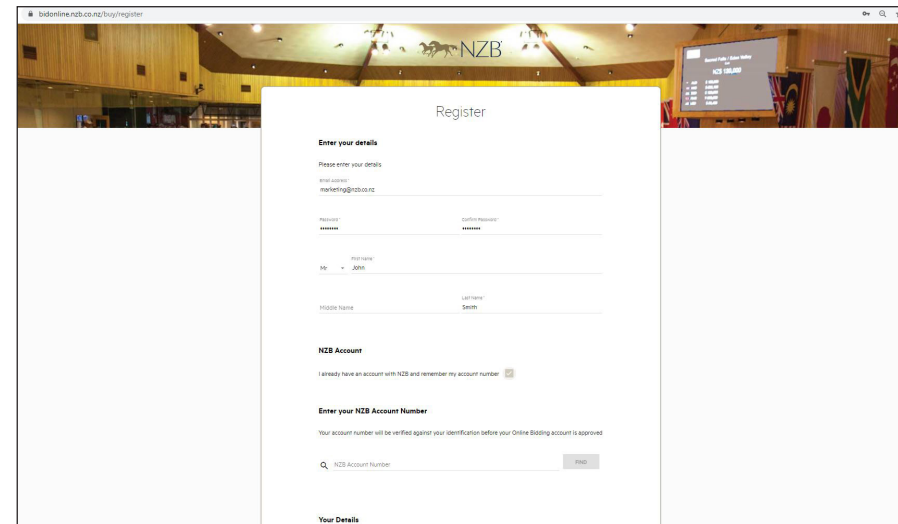 bidonline.nzb.co.nz/buy/register
NZB
NZ$ 120,000
Register
Enter your details
Please enter your details
Email address *
marketing@nzb.co.nz
Password *
Confirm Password *
First Name *
Mr
John
Middle Name
Last Name *
Smith
NZB Account
I already have an account with NZB and remember my account number
Enter your NZB Account Number
Your account number will be verified against your identification before your Online Bidding account is approved
NZB Account Number
FIND
Your Details